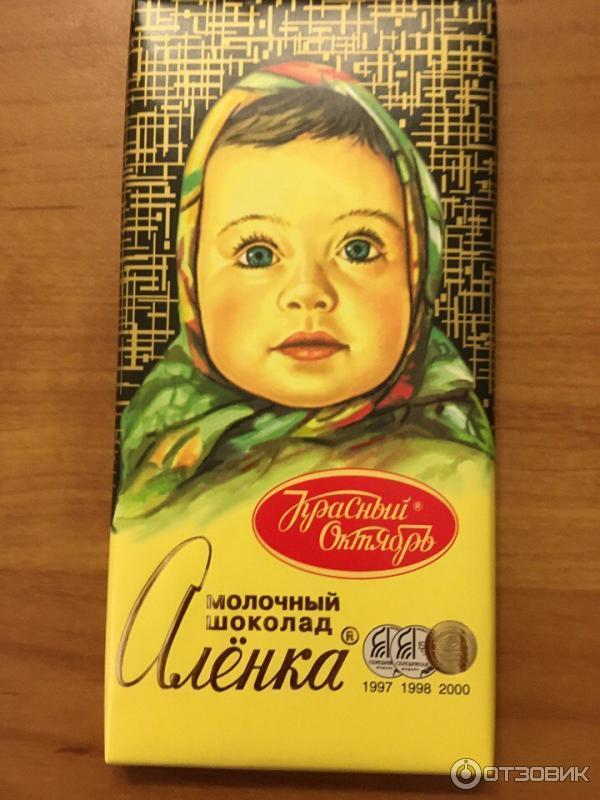 Красный®
Октябрь
молочный
шоколад
Алёнка®
1997 1998 2000
ОТЗОВИК